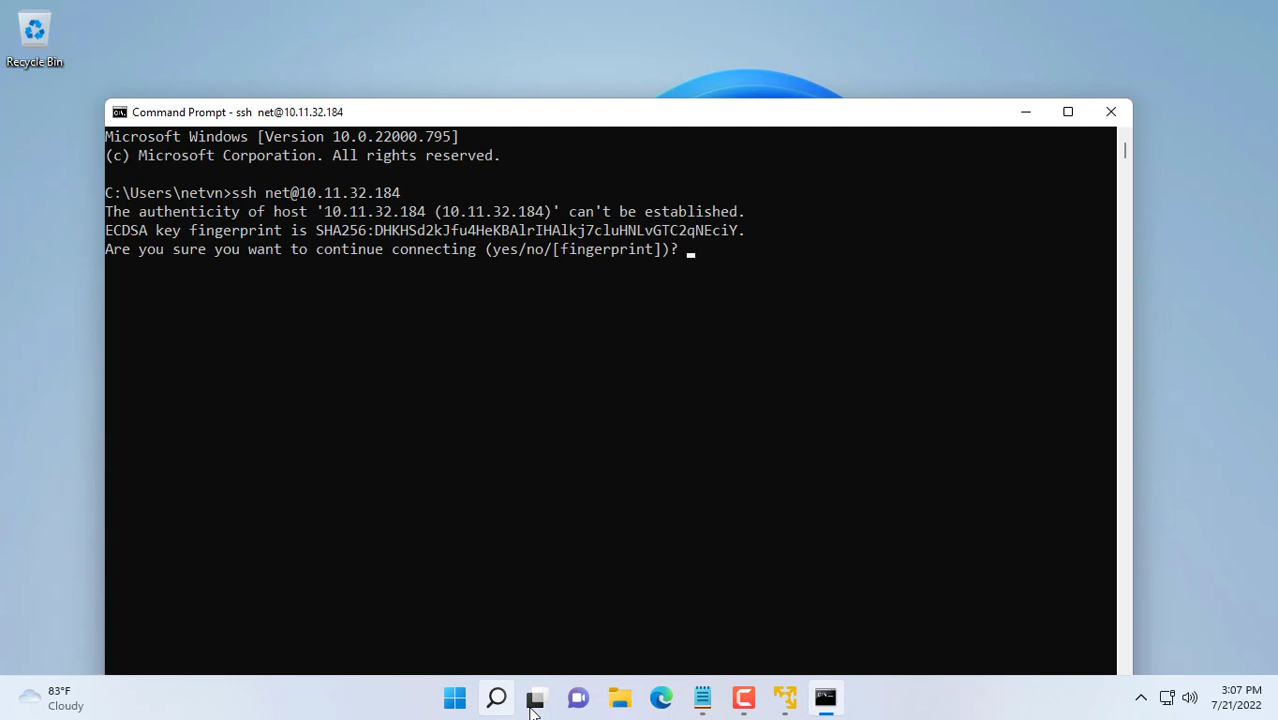 Recycle Bin
Command Prompt - ssh  net@10.11.32.184
Microsoft Windows [Version 10.0.22000.795]
(c) Microsoft Corporation. All rights reserved.
C:\Users\netvn>ssh net@10.11.32.184
The authenticity of host '10.11.32.184 (10.11.32.184)' can't be established.
ECDSA key fingerprint is SHA256:DHKHSd2kJfu4HeKBAlrIHAlkj7cluHNLvGTC2qNEciY.
Are you sure you want to continue connecting (yes/no/[fingerprint])?
83°F
Cloudy
3:07 PM
7/21/2022